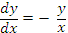 dy/dx = − y/x